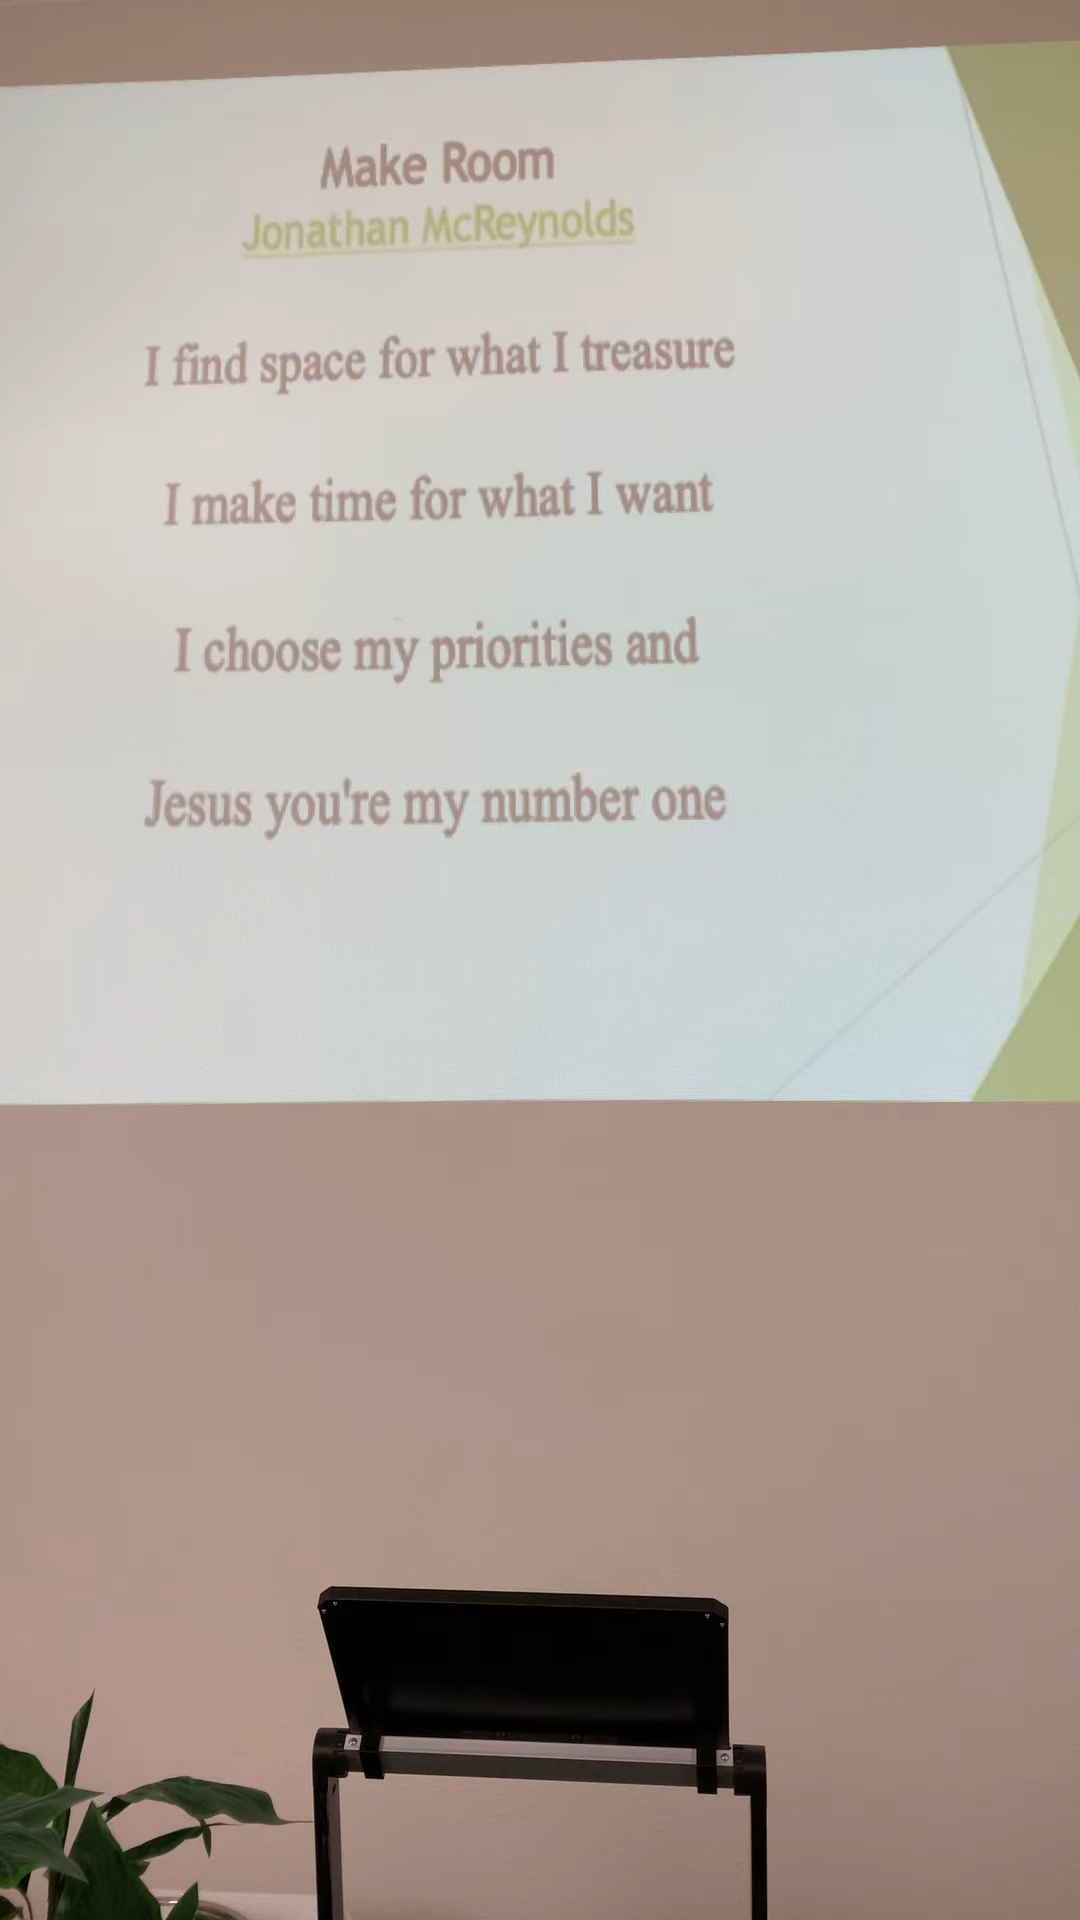 Make Room
Jonathan McReynolds
I find space for what I treasure
I make time for what I want
I choose my priorities and
Jesus you're my number one